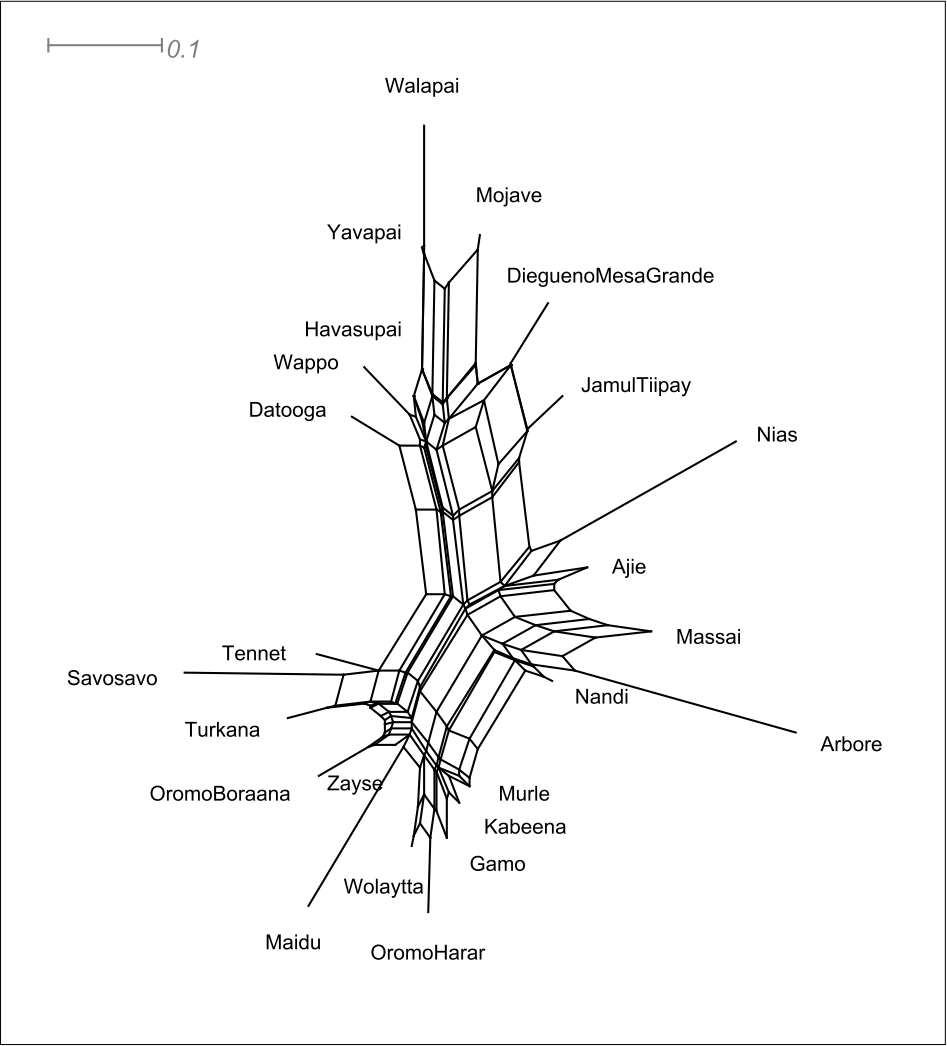 0.1
Walapai
Mojave
Yavapai
DieguenoMesaGrande
Havasupai
Wappo
JamulTiipay
Datooga
Nias
Ajie
Massai
Tennet
Savosavo
Nandi
Turkana
Arbore
Zayse
OromoBoraana
Murle
Kabeena
Gamo
Wolaytta
Maidu
OromoHarar